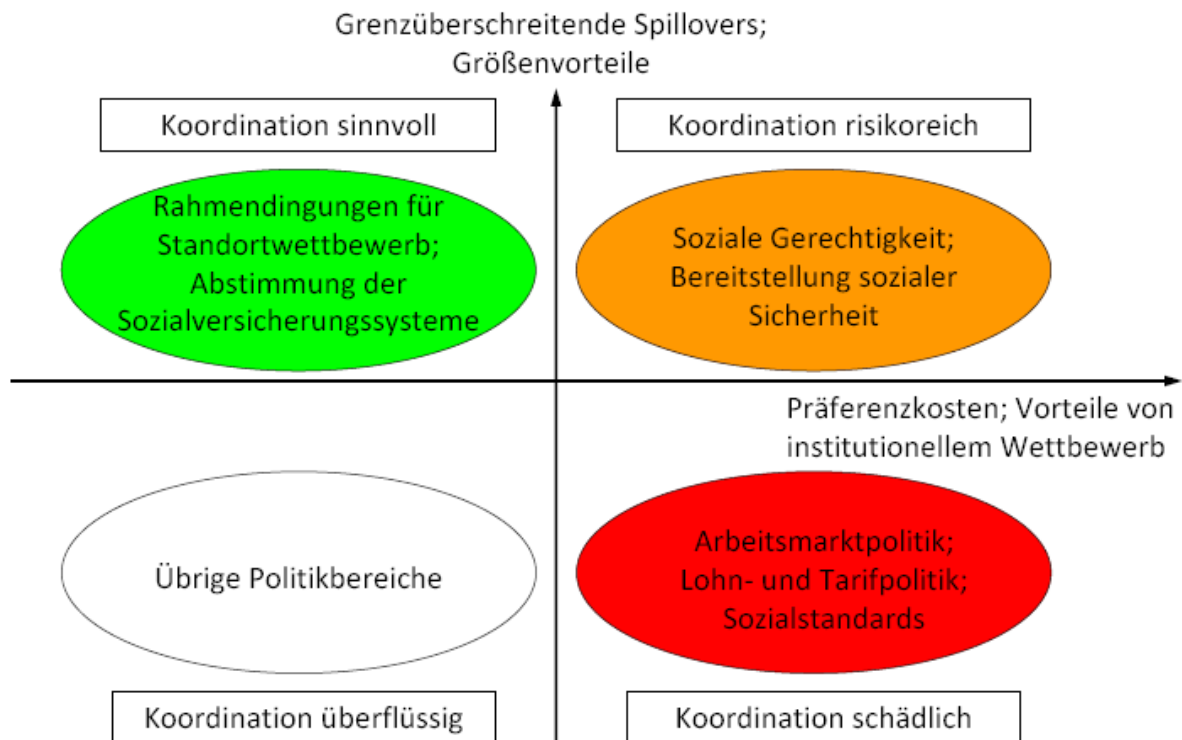 Grenzüberschreitende Spillovers;
Größenvorteile
Koordination sinnvoll
Koordination risikoreich
Rahmendingungen für
Standortwettbewerb;
Abstimmung der
Sozialversicherungssysteme
Soziale Gerechtigkeit;
Bereitstellung sozialer
Sicherheit
Präferenzkosten; Vorteile von
institutionellem Wettbewerb
Übrige Politikbereiche
Arbeitsmarktpolitik;
Lohn- und Tarifpolitik;
Sozialstandards
Koordination überflüssig
Koordination schädlich